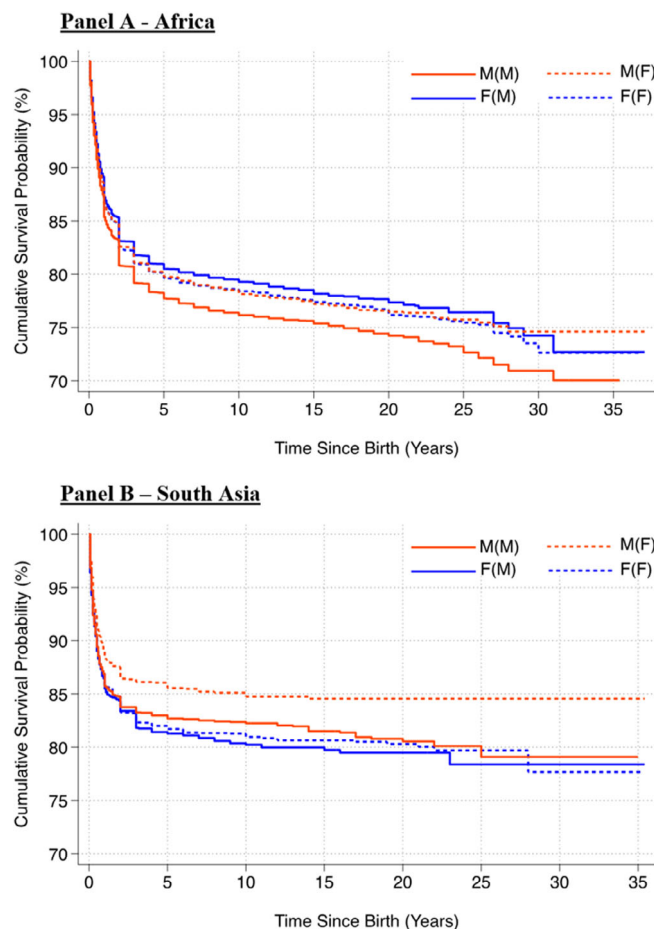 Panel A - Africa
100
95
90
85
80
75
70
Cumulative Survival Probability (%)
M(M)
M(F)
F(M)
F(F)
0 5 10 15 20 25 30 35
Time Since Birth (Years)
Panel B – South Asia
100
95
90
85
80
75
70
Cumulative Survival Probability (%)
M(M)
M(F)
F(M)
F(F)
0 5 10 15 20 25 30 35
Time Since Birth (Years)